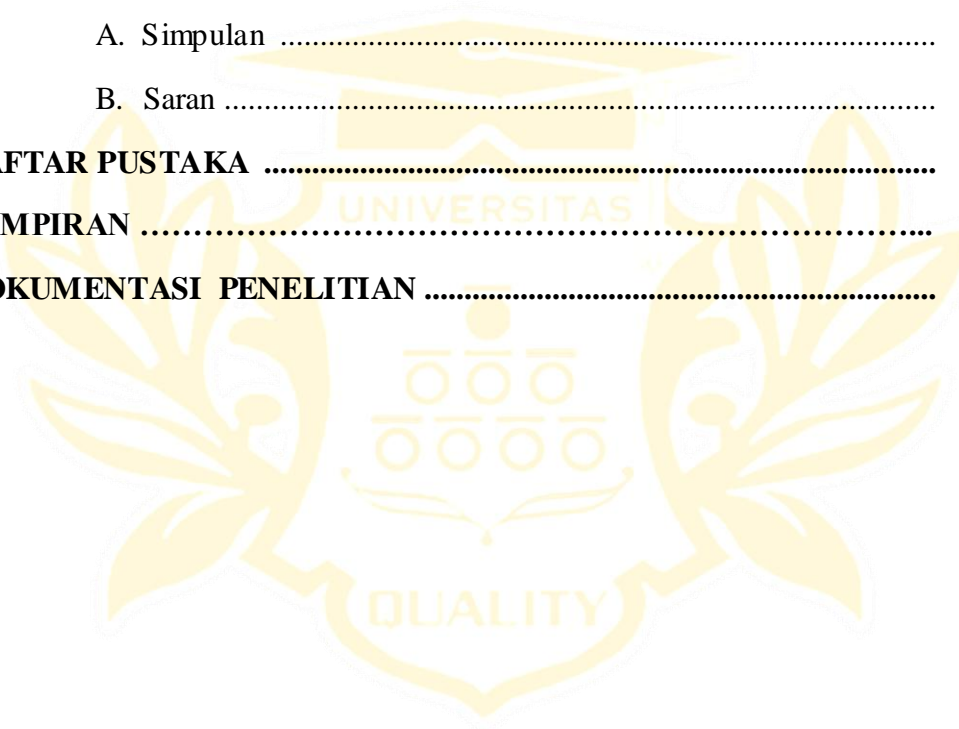 A. Simpulan ...................................................................................
B. Saran ..........................................................................................
AFTAR PUSTAKA .....................................................................................
MPIRAN ……………………………………………………………………...
OKUMENTASI PENELITIAN .................................................................
UNIVERSITAS
QUALITY